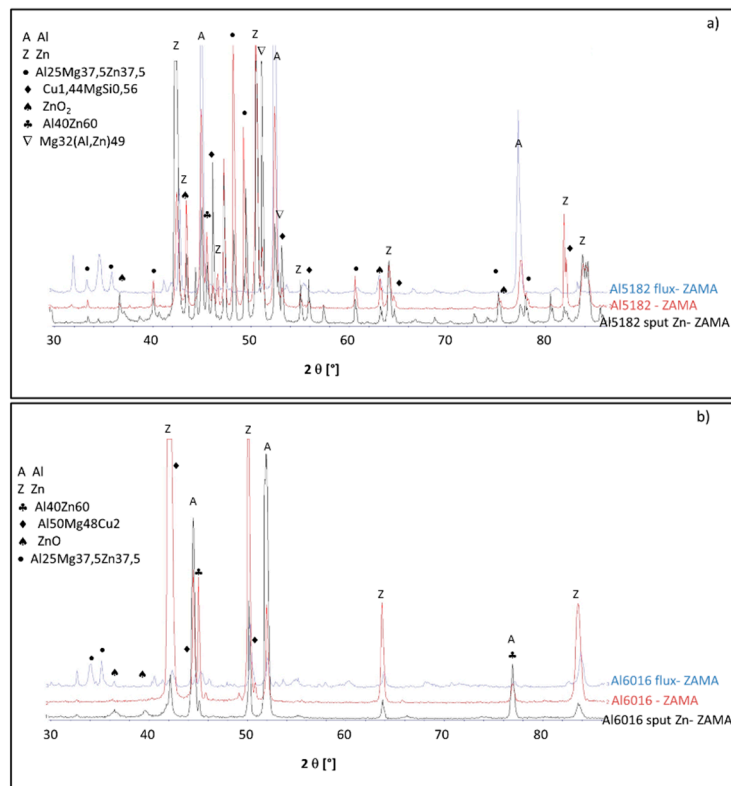 a)
A Al
Z Zn
● Al25Mg37,5Zn37,5
♦ Cu1,44MgSi0,56
♠ ZnO₂
♣ Al40Zn60
▽ Mg32(Al,Zn)49
Z A ● Z ▽ A
Z ♠ ♦ ♣ Z ● ▽ ♦
● ● ♠ ● Z ♦ ● ♠ Z ♦ ● ♠ A ● Z ♦ Z
Al5182 flux- ZAMA
Al5182 - ZAMA
Al5182 sput Zn- ZAMA
30 40 50 60 70 80
2 θ [°]
b)
A Al
Z Zn
♣ Al40Zn60
♦ Al50Mg48Cu2
♠ ZnO
● Al25Mg37,5Zn37,5
Z ♦ A ♣ Z A
● ● ♠ ♠ ♦ ♦ Z A ♣ Z
Al6016 flux- ZAMA
Al6016 - ZAMA
Al6016 sput Zn- ZAMA
30 40 50 60 70 80
2 θ [°]